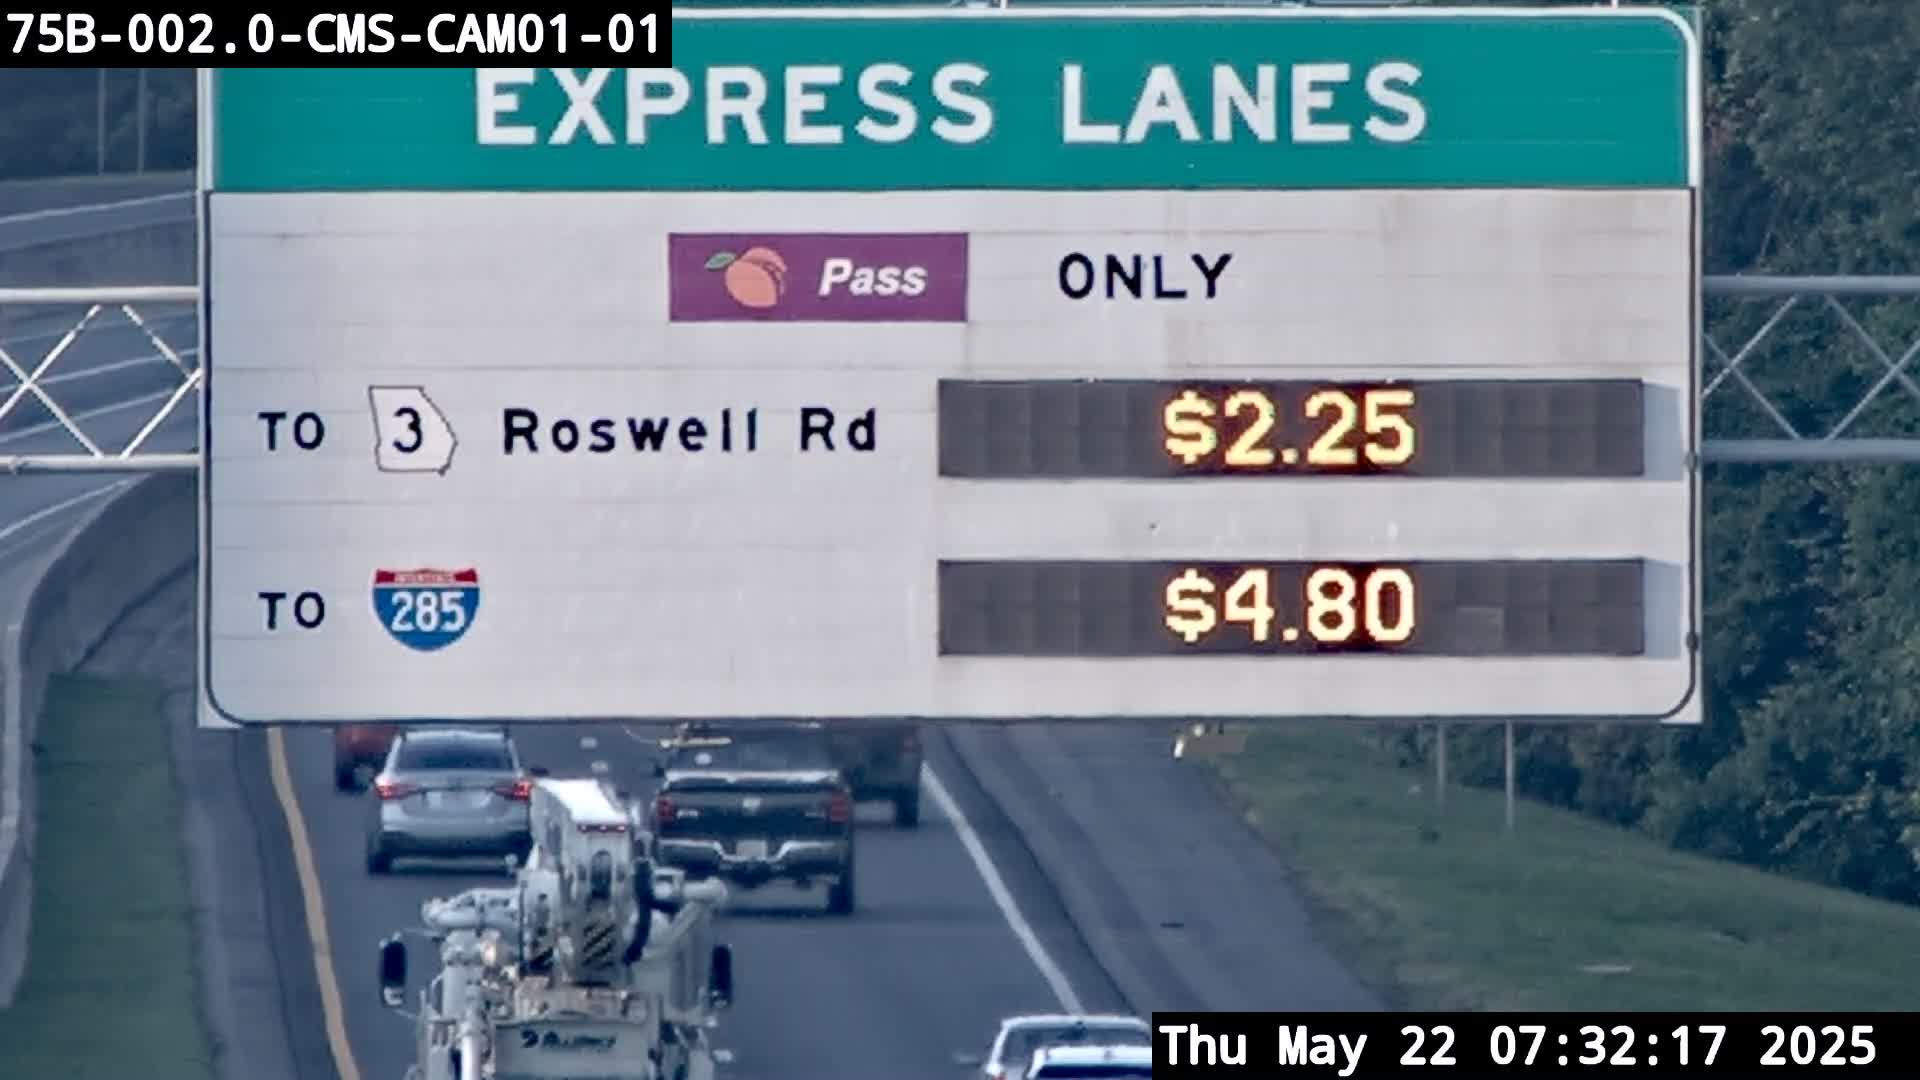 75B-002.0-CMS-CAM01-01
EXPRESS LANES
Pass ONLY
TO 3 Roswell Rd $2.25
TO 285 $4.80
Thu May 22 07:32:17 2025